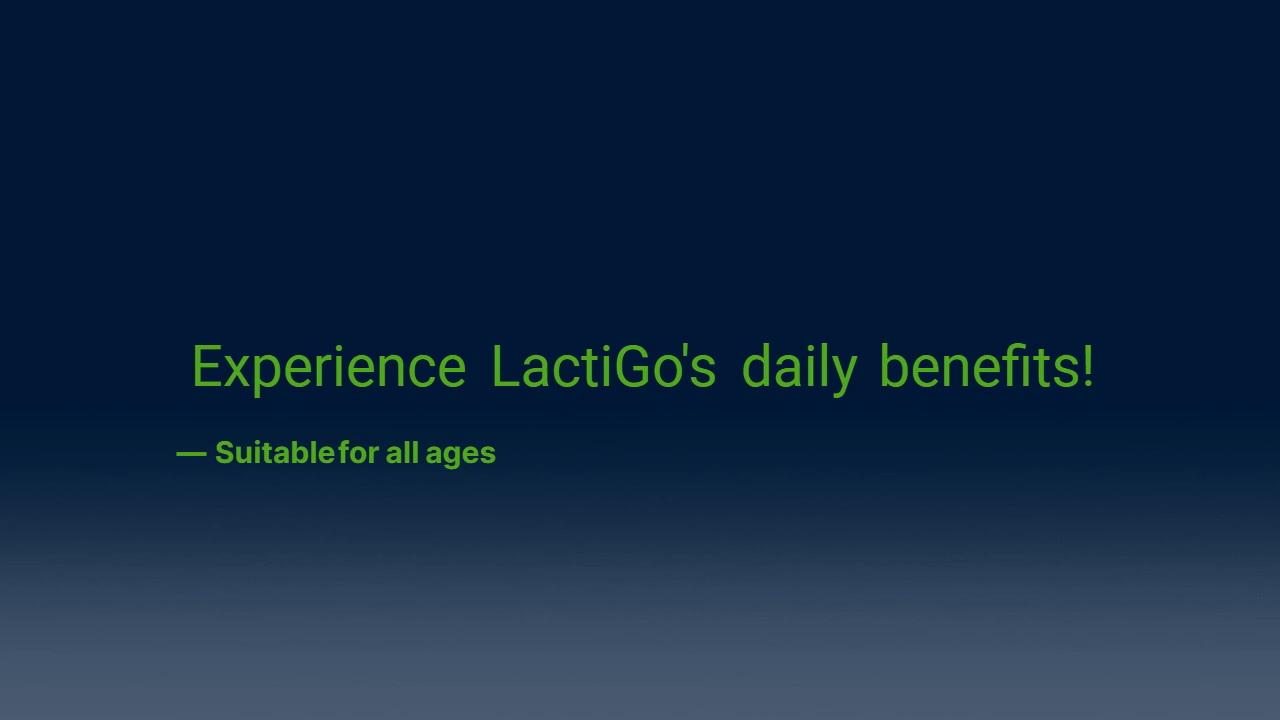 Experience LactiGo's daily benefits!
— Suitable for all ages